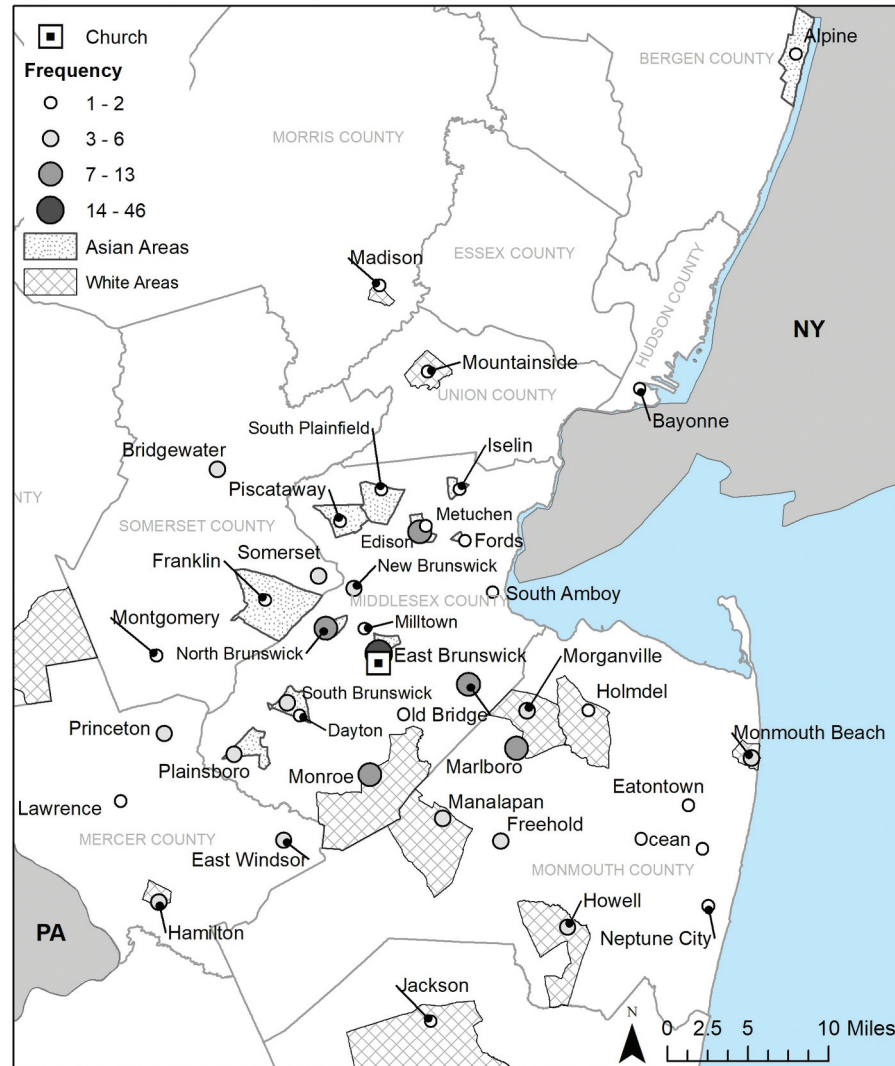 Church
Frequency
1 - 2
3 - 6
7 - 13
14 - 46
Asian Areas
White Areas
Alpine
BERGEN COUNTY
MORRIS COUNTY
ESSEX COUNTY
Madison
HUDSON COUNTY
NY
Mountainside
UNION COUNTY
Bayonne
South Plainfield
Iselin
Bridgewater
Piscataway
NTY
SOMERSET COUNTY
Metuchen
Edison
Fords
Somerset
Franklin
New Brunswick
MIDDLESEX COUNTY
South Amboy
Montgomery
Milltown
North Brunswick
East Brunswick
Morganville
South Brunswick
Holmdel
Old Bridge
Dayton
Princeton
Monmouth Beach
Plainsboro
Monroe
Marlboro
Eatontown
Lawrence
Manalapan
Freehold
Ocean
MERCER COUNTY
East Windsor
MONMOUTH COUNTY
Howell
Hamilton
PA
Neptune City
Jackson
N
0 2.5 5 10 Miles